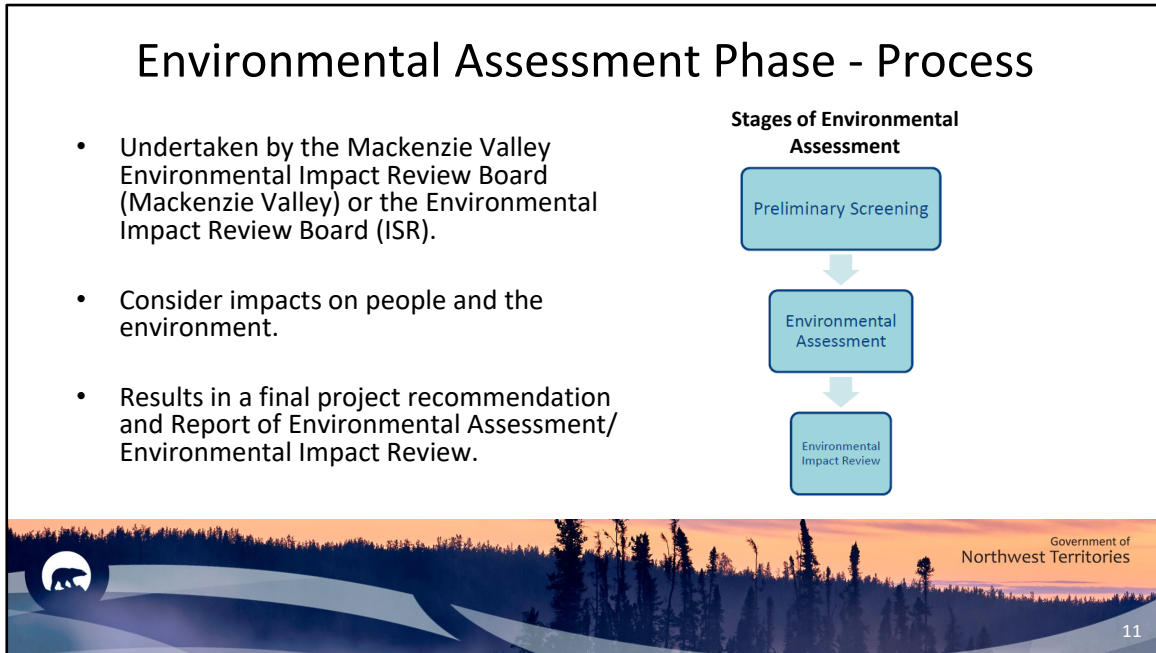 Environmental Assessment Phase - Process
• Undertaken by the Mackenzie Valley
Environmental Impact Review Board
(Mackenzie Valley) or the Environmental
Impact Review Board (ISR).
• Consider impacts on people and the
environment.
• Results in a final project recommendation
and Report of Environmental Assessment/
Environmental Impact Review.
Stages of Environmental
Assessment
Preliminary Screening
Environmental
Assessment
Environmental
Impact Review
Government of
Northwest Territories
11